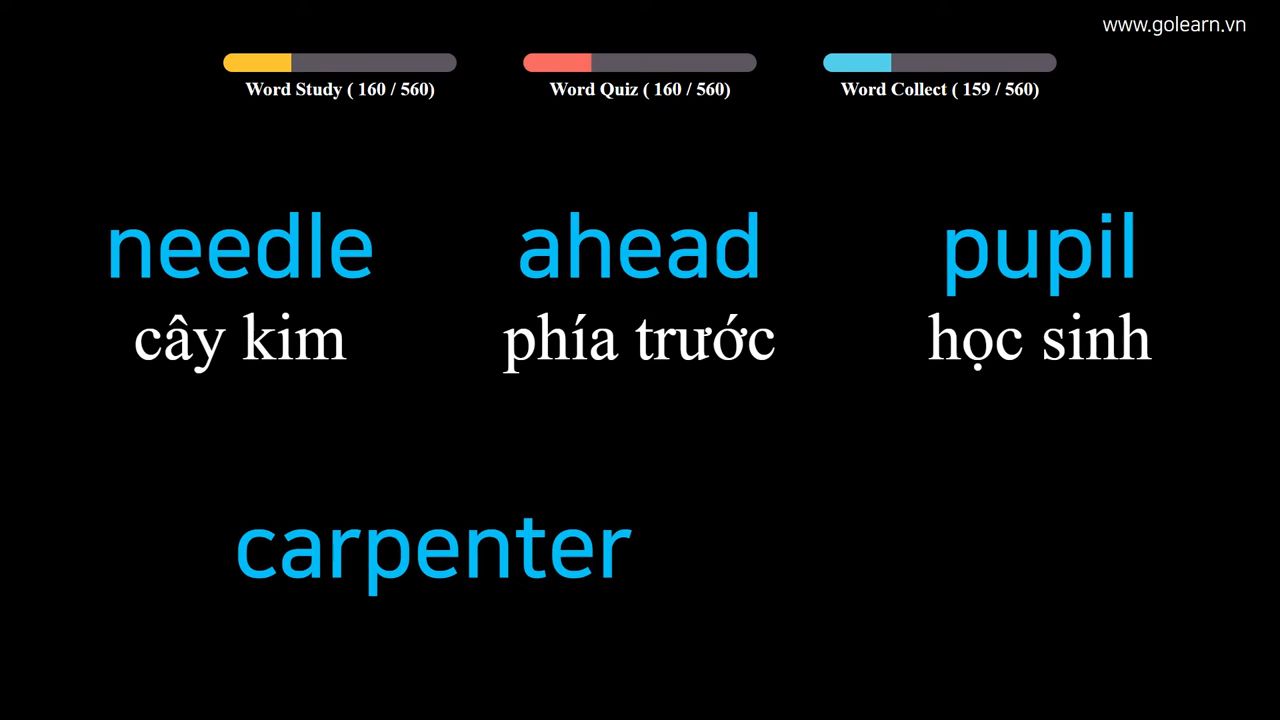 www.golearn.vn
Word Study ( 160 / 560)
Word Quiz ( 160 / 560)
Word Collect ( 159 / 560)
needle
cây kim
ahead
phía trước
pupil
học sinh
carpenter